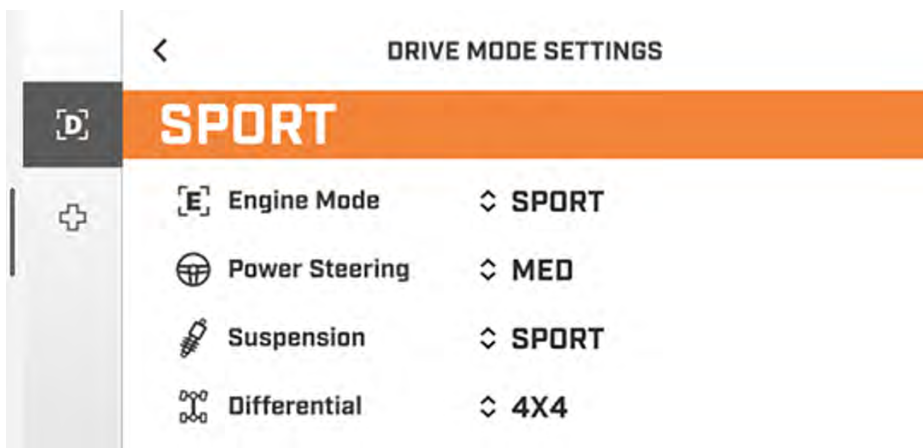 DRIVE MODE SETTINGS
[D] SPORT
[E] Engine Mode SPORT
Power Steering MED
Suspension SPORT
Differential 4X4